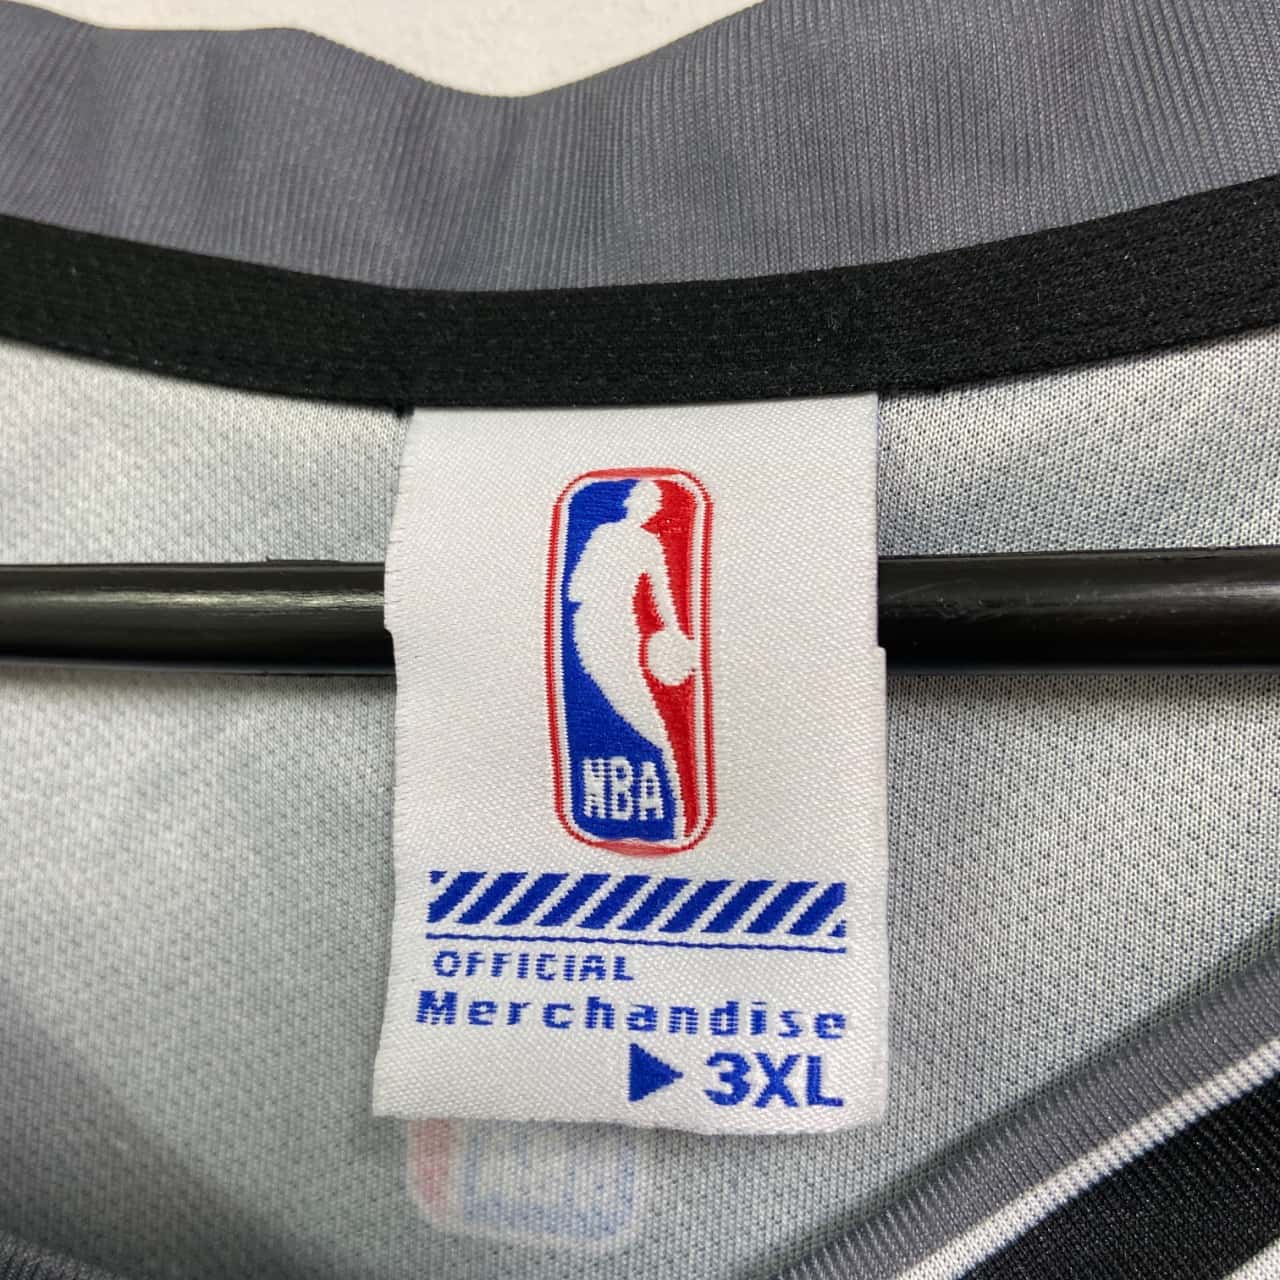 NBA
OFFICIAL
Merchandise
3XL